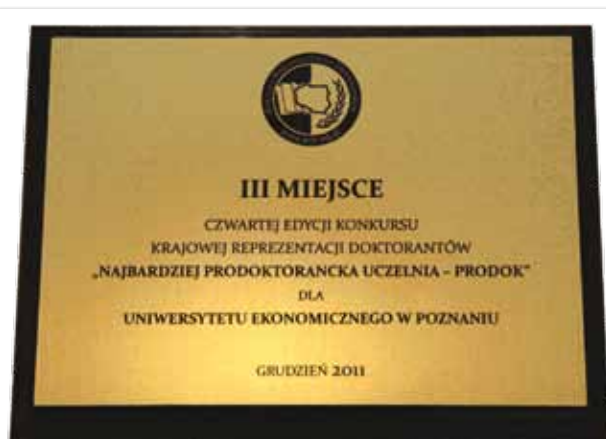 III MIEJSCE
CZWARTEJ EDYCJI KONKURSU
KRAJOWEJ REPREZENTACJI DOKTORANTÓW
„NAJBARDZIEJ PRODOKTORANCKA UCZELNIA – PRODOK"
DLA
UNIWERSYTETU EKONOMICZNEGO W POZNANIU
GRUDZIEŃ 2011